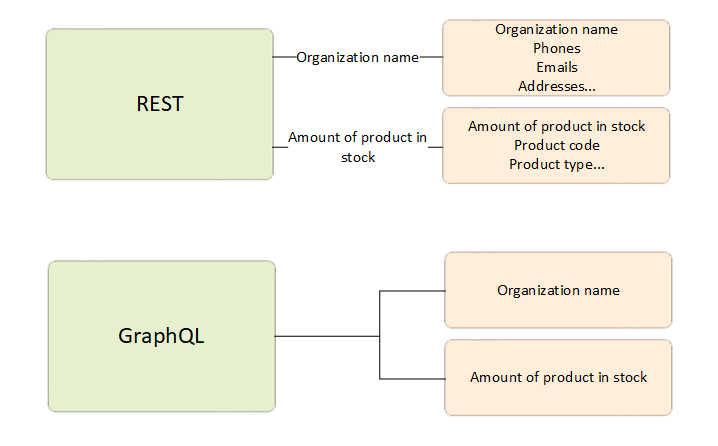 REST
Organization name
Organization name
Phones
Emails
Addresses...
Amount of product in
stock
Amount of product in stock
Product code
Product type...
GraphQL
Organization name
Amount of product in stock